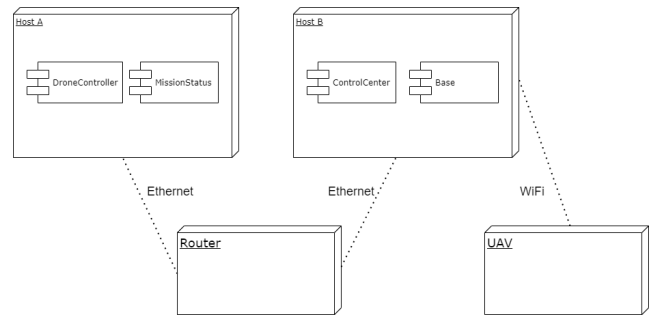 Host A
Host B
DroneController
MissionStatus
ControlCenter
Base
Ethernet
Ethernet
WiFi
Router
UAV